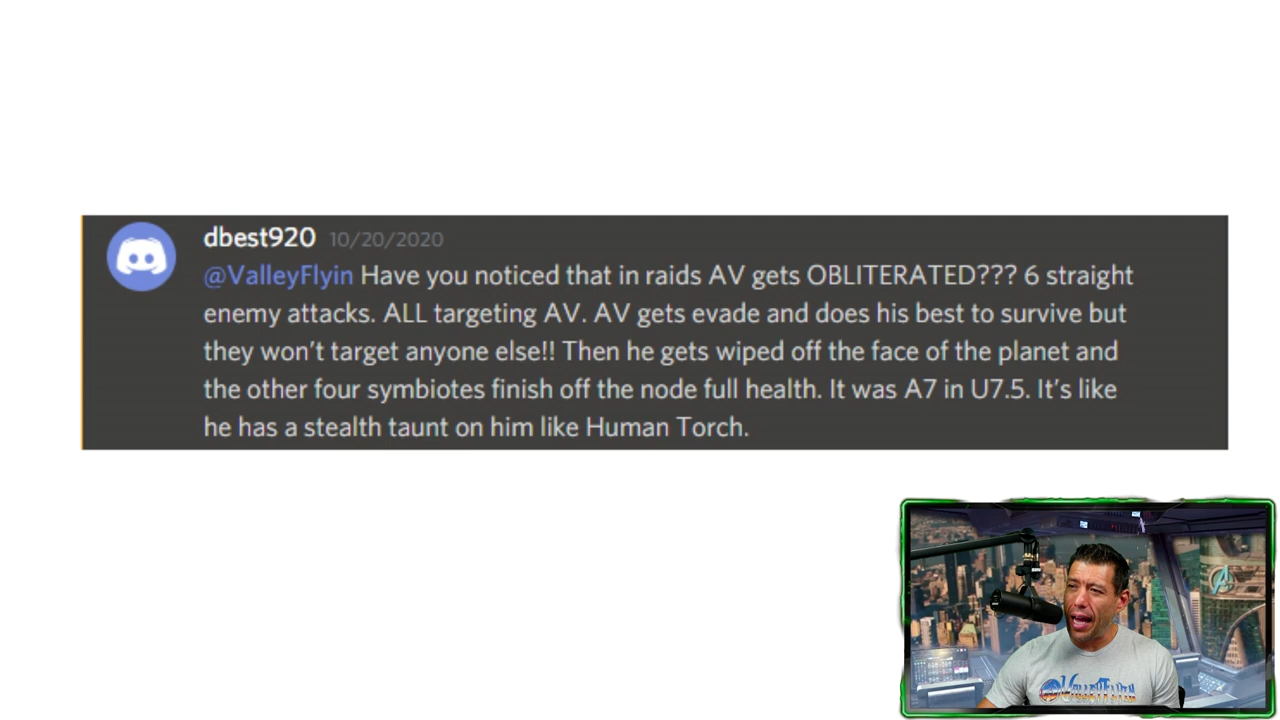 dbest920 10/20/2020
@ValleyFlyin Have you noticed that in raids AV gets OBLITERATED??? 6 straight
enemy attacks. ALL targeting AV. AV gets evade and does his best to survive but
they won't target anyone else!! Then he gets wiped off the face of the planet and
the other four symbiotes finish off the node full health. It was A7 in U7.5. It's like
he has a stealth taunt on him like Human Torch.
VALLEYFLYIN